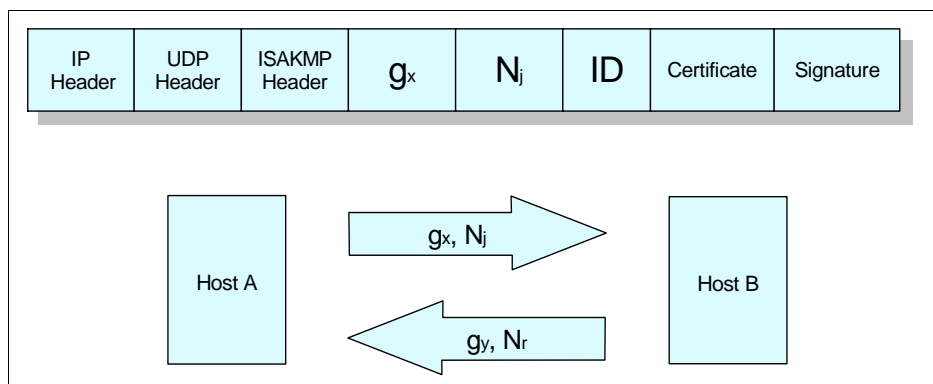 IP
Header
UDP
Header
ISAKMP
Header
gx
Nj
ID
Certificate
Signature
Host A
gx, Nj
Host B
gy, Nr